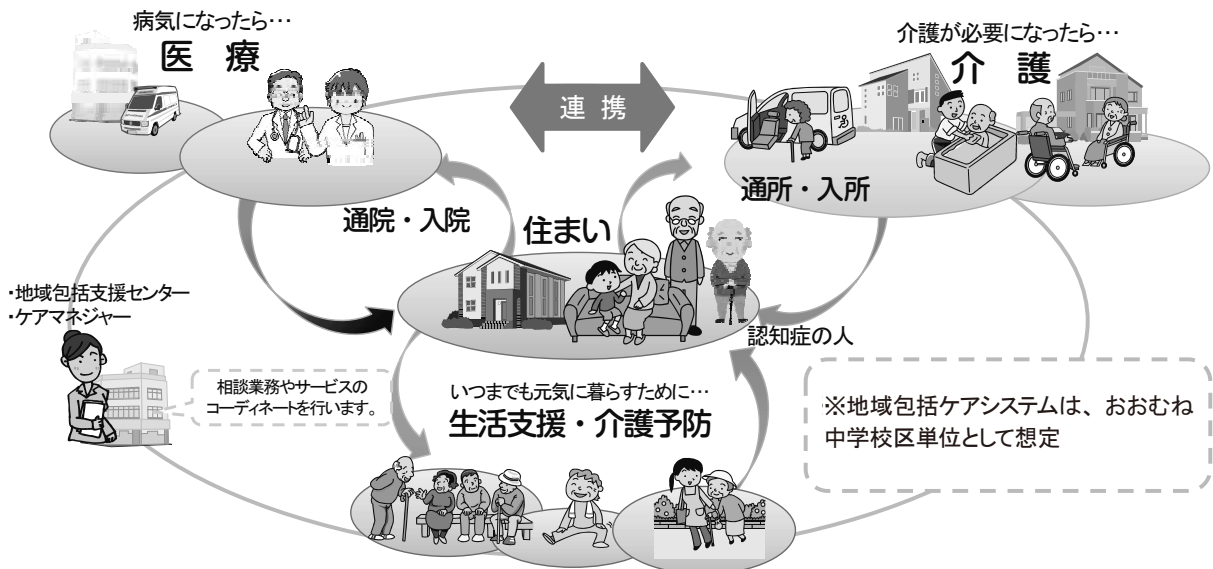 病気になったら…
医療
介護が必要になったら…
介護
連携
通院・入院
住まい
通所・入所
・地域包括支援センター
・ケアマネジャー
認知症の人
相談業務やサービスの
コーディネートを行います。
いつまでも元気に暮らすために…
生活支援・介護予防
※地域包括ケアシステムは、おおむね
中学校区単位として想定